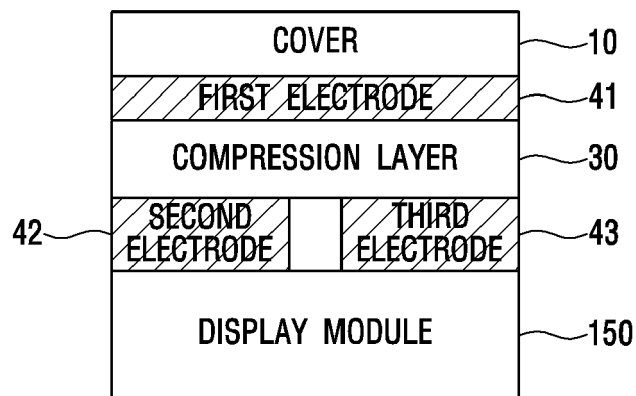 COVER 10
FIRST ELECTRODE 41
COMPRESSION LAYER 30
42 SECOND ELECTRODE THIRD ELECTRODE 43
DISPLAY MODULE 150